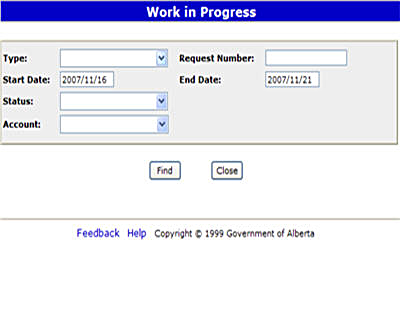 Work in Progress
Type: Request Number:
Start Date: 2007/11/16 End Date: 2007/11/21
Status:
Account:
Find Close
Feedback Help Copyright © 1999 Government of Alberta